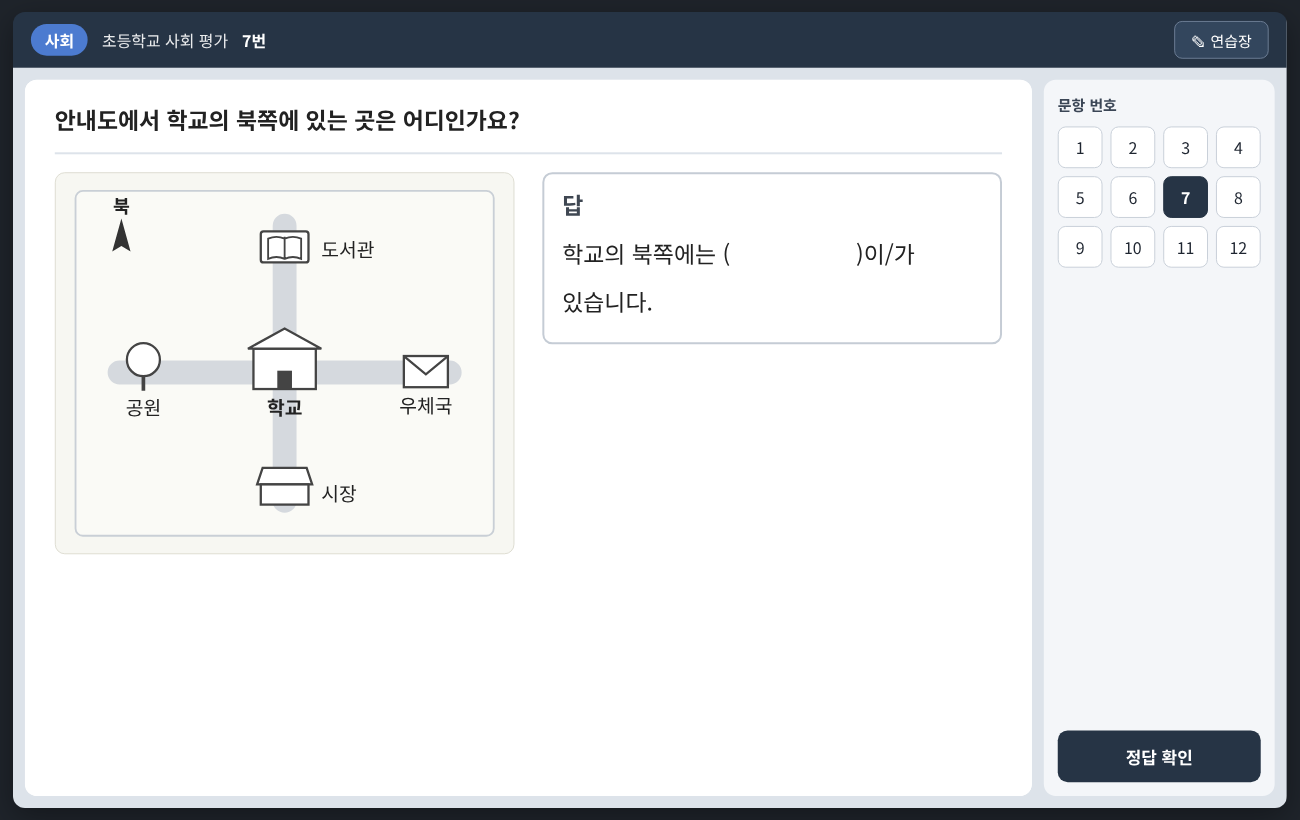 사회 초등학교 사회 평가 7번
✎ 연습장
안내도에서 학교의 북쪽에 있는 곳은 어디인가요?
북
도서관
공원
학교
우체국
시장
답
학교의 북쪽에는 ( )이/가
있습니다.
문항 번호
1 2 3 4
5 6 7 8
9 10 11 12
정답 확인